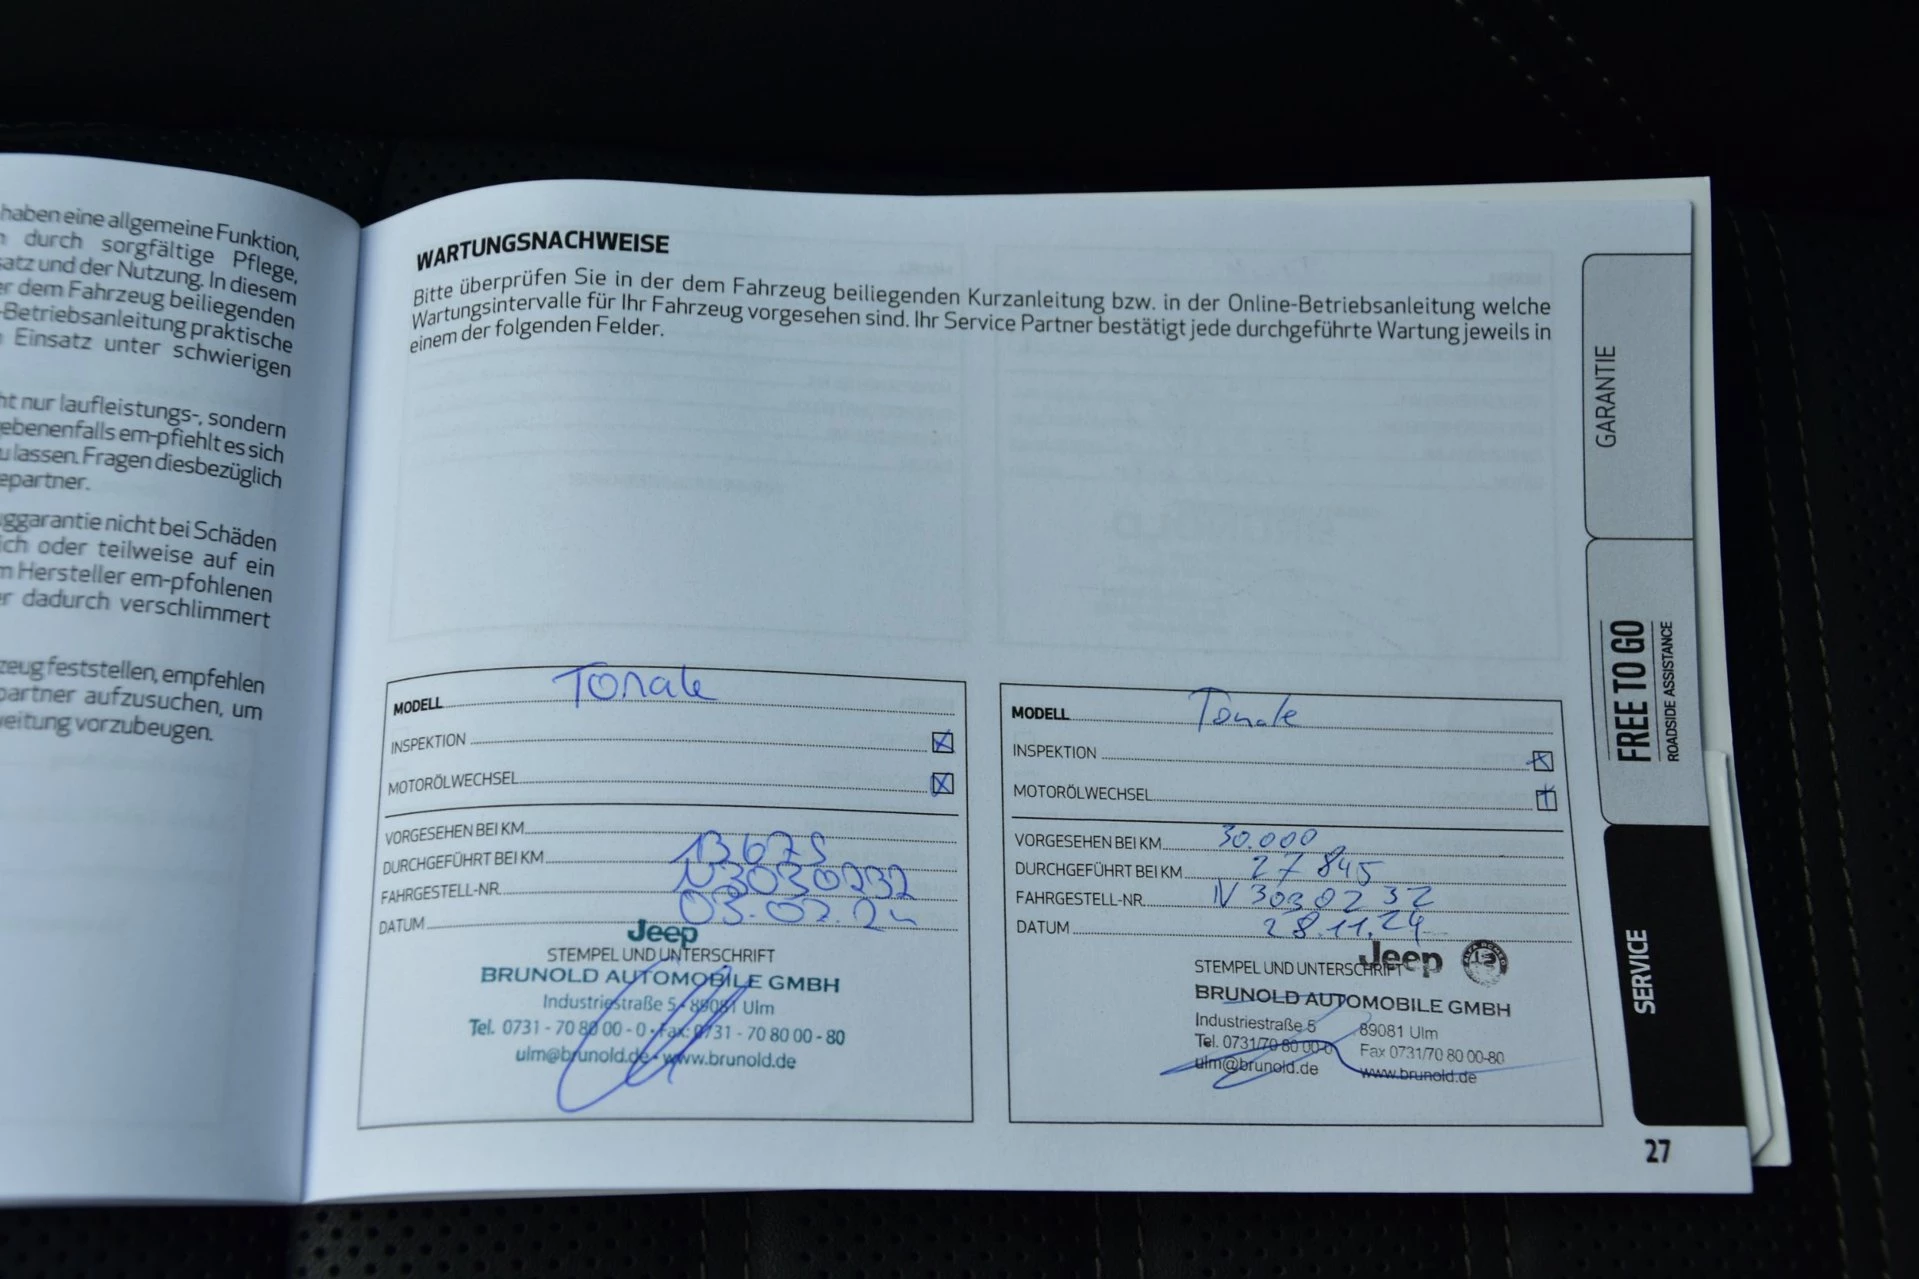 haben eine allgemeine Funktion,
durch sorgfältige Pflege,
satz und der Nutzung. In diesem
er dem Fahrzeug beiliegenden
-Betriebsanleitung praktische
Einsatz unter schwierigen
ht nur laufleistungs-, sondern
gebenenfalls em-pfiehlt es sich
u lassen. Fragen diesbezüglich
epartner.
uggarantie nicht bei Schäden
ich oder teilweise auf ein
m Hersteller em-pfohlenen
er dadurch verschlimmert
zeug feststellen, empfehlen
partner aufzusuchen, um
weitung vorzubeugen.
WARTUNGSNACHWEISE
Bitte überprüfen Sie in der dem Fahrzeug beiliegenden Kurzanleitung bzw. in der Online-Betriebsanleitung welche
Wartungsintervalle für Ihr Fahrzeug vorgesehen sind. Ihr Service Partner bestätigt jede durchgeführte Wartung jeweils in
einem der folgenden Felder.
MODELL Tonale
INSPEKTION
MOTORÖLWECHSEL
VORGESEHEN BEI KM
DURCHGEFÜHRT BEI KM 13675
FAHRGESTELL-NR. N3030232
DATUM 03.07.24
Jeep
STEMPEL UND UNTERSCHRIFT
BRUNOLD AUTOMOBILE GMBH
Industriestraße 5 • 89081 Ulm
Tel. 0731 - 70 80 00 - 0 • Fax: 0731 - 70 80 00 - 80
ulm@brunold.de • www.brunold.de
MODELL Tonale
INSPEKTION
MOTORÖLWECHSEL
VORGESEHEN BEI KM 30.000
DURCHGEFÜHRT BEI KM 27845
FAHRGESTELL-NR. N 3030232
DATUM 28.11.24
Jeep
STEMPEL UND UNTERSCHRIFT
BRUNOLD AUTOMOBILE GMBH
Industriestraße 5 89081 Ulm
Tel. 0731/70 80 00-0 Fax 0731/70 80 00-80
ulm@brunold.de www.brunold.de
GARANTIE
FREE TO GO
ROADSIDE ASSISTANCE
SERVICE
27